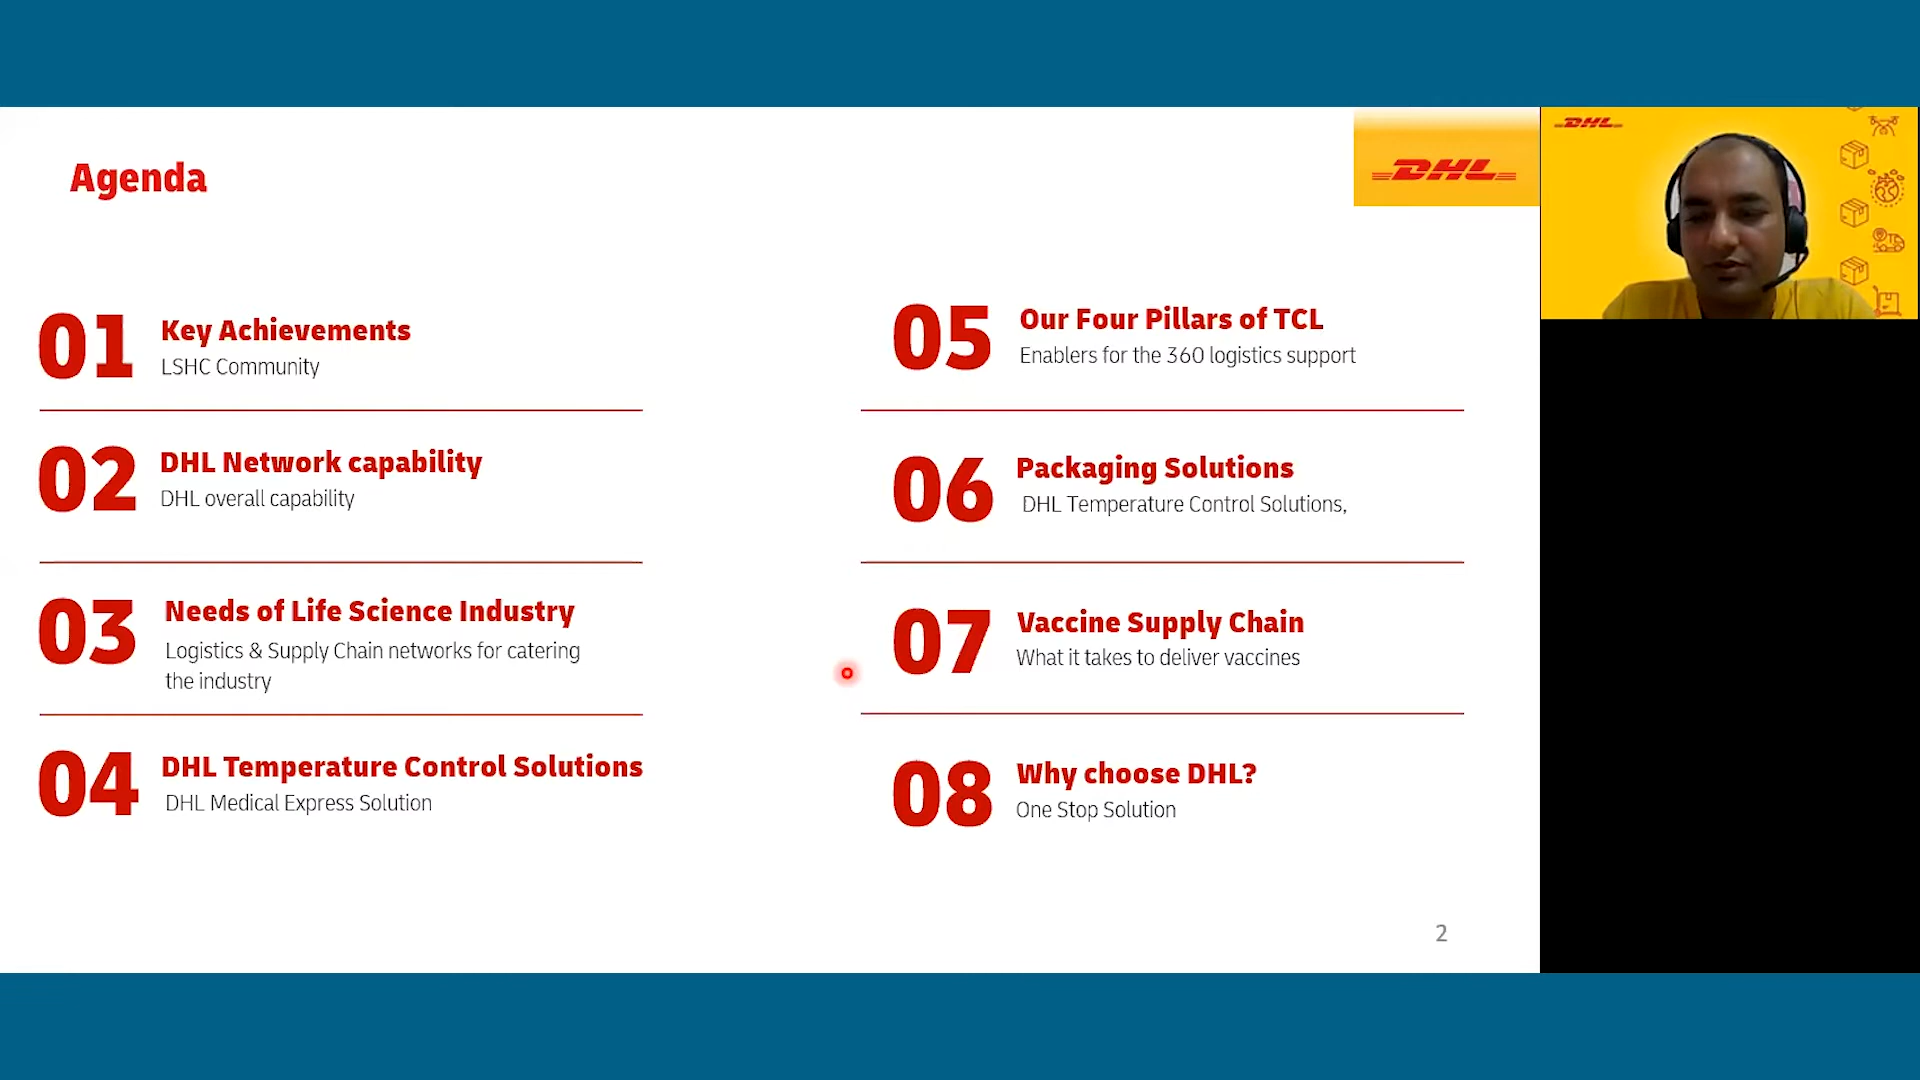 Agenda
DHL
DHL
01
Key Achievements
LSHC Community
02
DHL Network capability
DHL overall capability
03
Needs of Life Science Industry
Logistics & Supply Chain networks for catering
the industry
04
DHL Temperature Control Solutions
DHL Medical Express Solution
05
Our Four Pillars of TCL
Enablers for the 360 logistics support
06
Packaging Solutions
DHL Temperature Control Solutions,
07
Vaccine Supply Chain
What it takes to deliver vaccines
08
Why choose DHL?
One Stop Solution
2